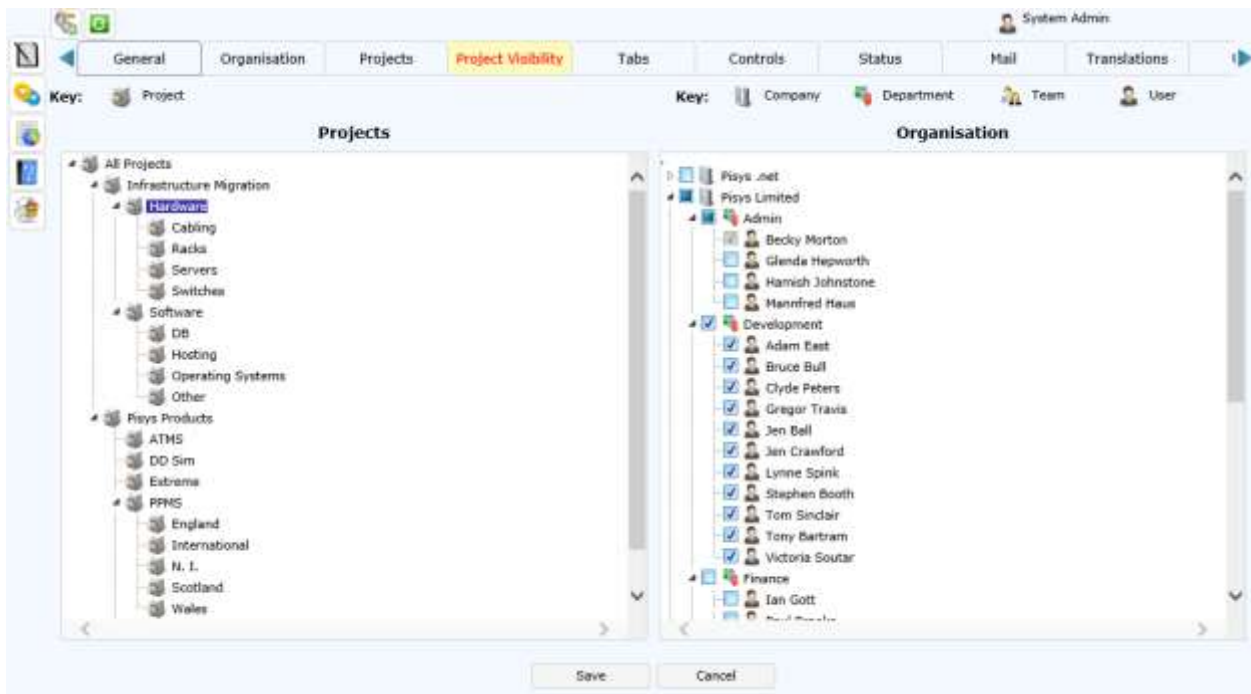 System Admin
General Organisation Projects Project Visibility Tabs Controls Status Mail Translations
Key: Project Key: Company Department Team User
Projects
All Projects
Infrastructure Migration
Hardware
Cabling
Racks
Servers
Switches
Software
DB
Hosting
Operating Systems
Other
Pisys Products
ATMS
DD Sim
Extreme
PPMS
England
International
N. I.
Scotland
Wales
Organisation
Pisys .net
Pisys Limited
Admin
Becky Morton
Glenda Hepworth
Hamish Johnstone
Mannfred Haus
Development
Adam East
Bruce Bull
Clyde Peters
Gregor Travis
Jen Ball
Jen Crawford
Lynne Spink
Stephen Booth
Tom Sinclair
Tony Bartram
Victoria Soutar
Finance
Ian Gott
Save Cancel